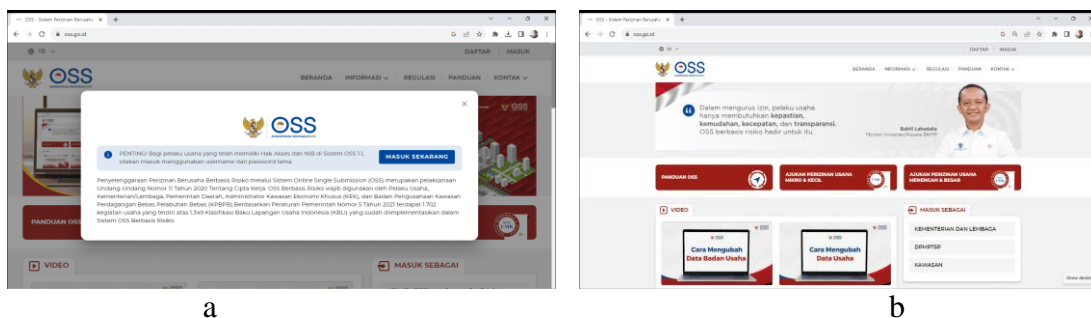 OSS - Sistem Perizinan Berusaha
oss.go.id
ID
DAFTAR MASUK
OSS
BERANDA INFORMASI REGULASI PANDUAN KONTAK
OSS
PENTING! Bagi pelaku usaha yang telah memiliki Hak Akses dan NIB di Sistem OSS 1.1, silakan masuk menggunakan username dan password lama.
MASUK SEKARANG
Penyelenggaraan Perizinan Berusaha Berbasis Risiko melalui Sistem Online Single Submission (OSS) merupakan pelaksanaan
Undang-Undang Nomor 11 Tahun 2020 Tentang Cipta Kerja. OSS Berbasis Risiko wajib digunakan oleh Pelaku Usaha,
Kementerian/Lembaga, Pemerintah Daerah, Administrator Kawasan Ekonomi Khusus (KEK), dan Badan Pengusahaan Kawasan
Perdagangan Bebas Pelabuhan Bebas (KPBPB).Berdasarkan Peraturan Pemerintah Nomor 5 Tahun 2021 terdapat 1.702
kegiatan usaha yang terdiri atas 1.349 Klasifikasi Baku Lapangan Usaha Indonesia (KBLI) yang sudah diimplementasikan dalam
Sistem OSS Berbasis Risiko.
PANDUAN OSS
VIDEO
MASUK SEBAGAI
a
OSS - Sistem Perizinan Berusaha
oss.go.id
ID
DAFTAR MASUK
OSS
BERANDA INFORMASI REGULASI PANDUAN KONTAK
Dalam mengurus izin, pelaku usaha
hanya membutuhkan kepastian,
kemudahan, kecepatan, dan transparansi.
OSS berbasis risiko hadir untuk itu.
Bahlil Lahadalia
Menteri Investasi/Kepala BKPM
PANDUAN OSS
AJUKAN PERIZINAN USAHA
MIKRO & KECIL
AJUKAN PERIZINAN USAHA
MENENGAH & BESAR
VIDEO
OSS
Cara Mengubah
Data Badan Usaha
OSS
Cara Mengubah
Data Usaha
MASUK SEBAGAI
KEMENTERIAN DAN LEMBAGA
DPMPTSP
KAWASAN
b